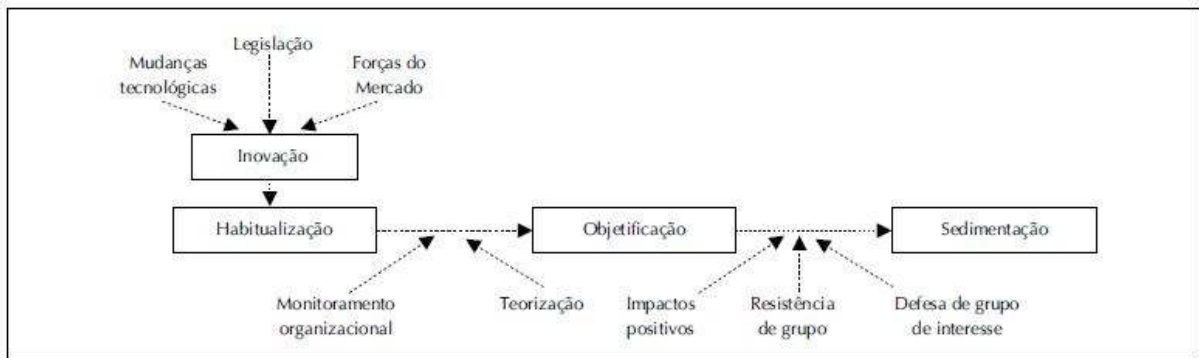 Legislação
Mudanças
tecnológicas
Forças do
Mercado
Inovação
Habitualização
Objetificação
Sedimentação
Monitoramento
organizacional
Teorização
Impactos
positivos
Resistência
de grupo
Defesa de grupo
de interesse